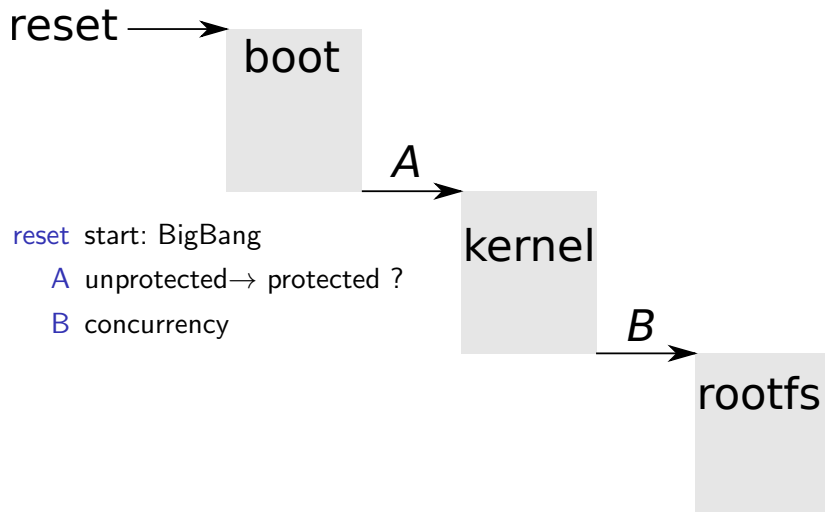 reset
boot
A
reset start: BigBang
kernel
A unprotected→ protected ?
B concurrency
B
rootfs